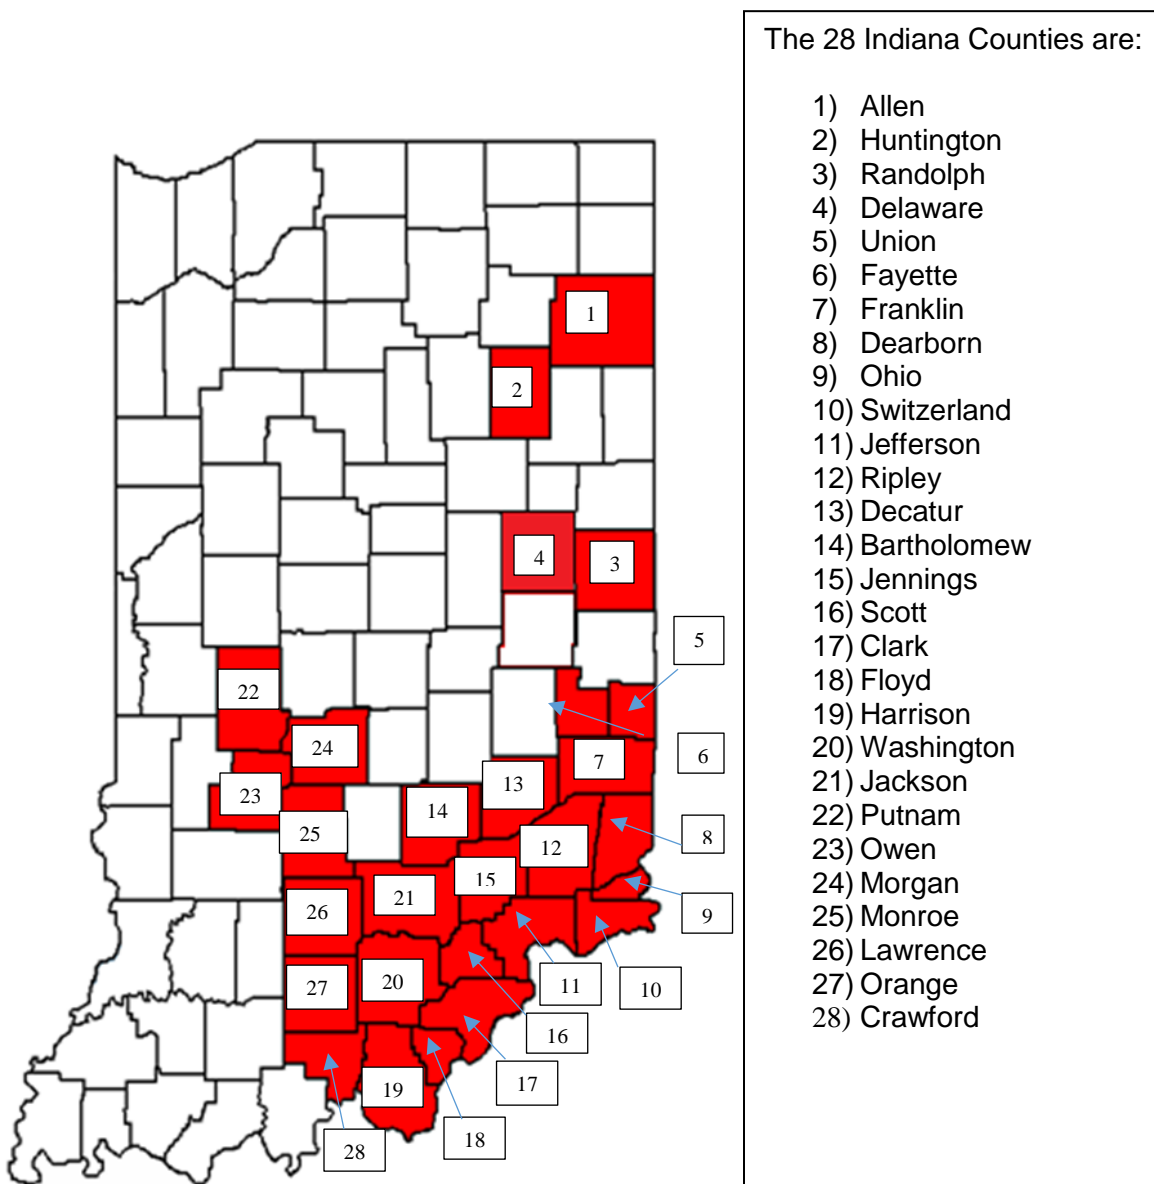 The 28 Indiana Counties are:
1) Allen
2) Huntington
3) Randolph
4) Delaware
5) Union
6) Fayette
7) Franklin
8) Dearborn
9) Ohio
10) Switzerland
11) Jefferson
12) Ripley
13) Decatur
14) Bartholomew
15) Jennings
16) Scott
17) Clark
18) Floyd
19) Harrison
20) Washington
21) Jackson
22) Putnam
23) Owen
24) Morgan
25) Monroe
26) Lawrence
27) Orange
28) Crawford
1
2
4
3
5
22
24
6
7
13
23
14
25
8
12
15
21
26
9
11
10
20
27
16
17
19
18
28